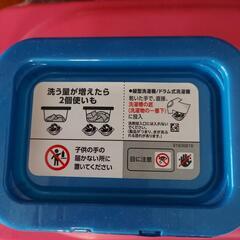 洗う量が増えたら
2個使いも
●縦型洗濯機/ドラム式洗濯機
乾いた手で、直接、
洗濯槽の底
(洗濯物の一番下)
に投入
子供の手の
届かない所に
置いてください
目に注意